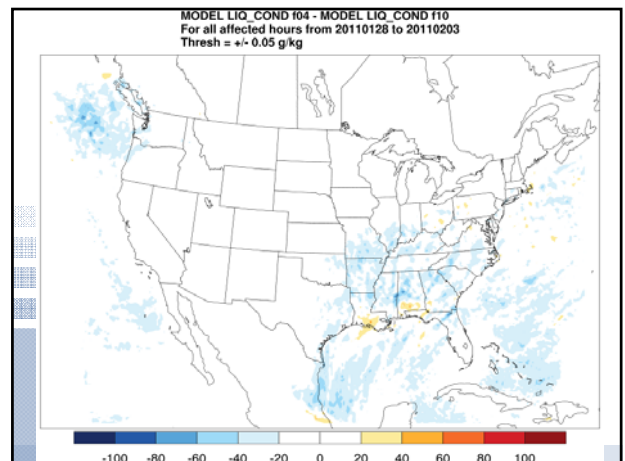 MODEL LIQ_COND f04 - MODEL LIQ_COND f10
For all affected hours from 20110128 to 20110203
Thresh = +/- 0.05 g/kg
-100 -80 -60 -40 -20 0 20 40 60 80 100